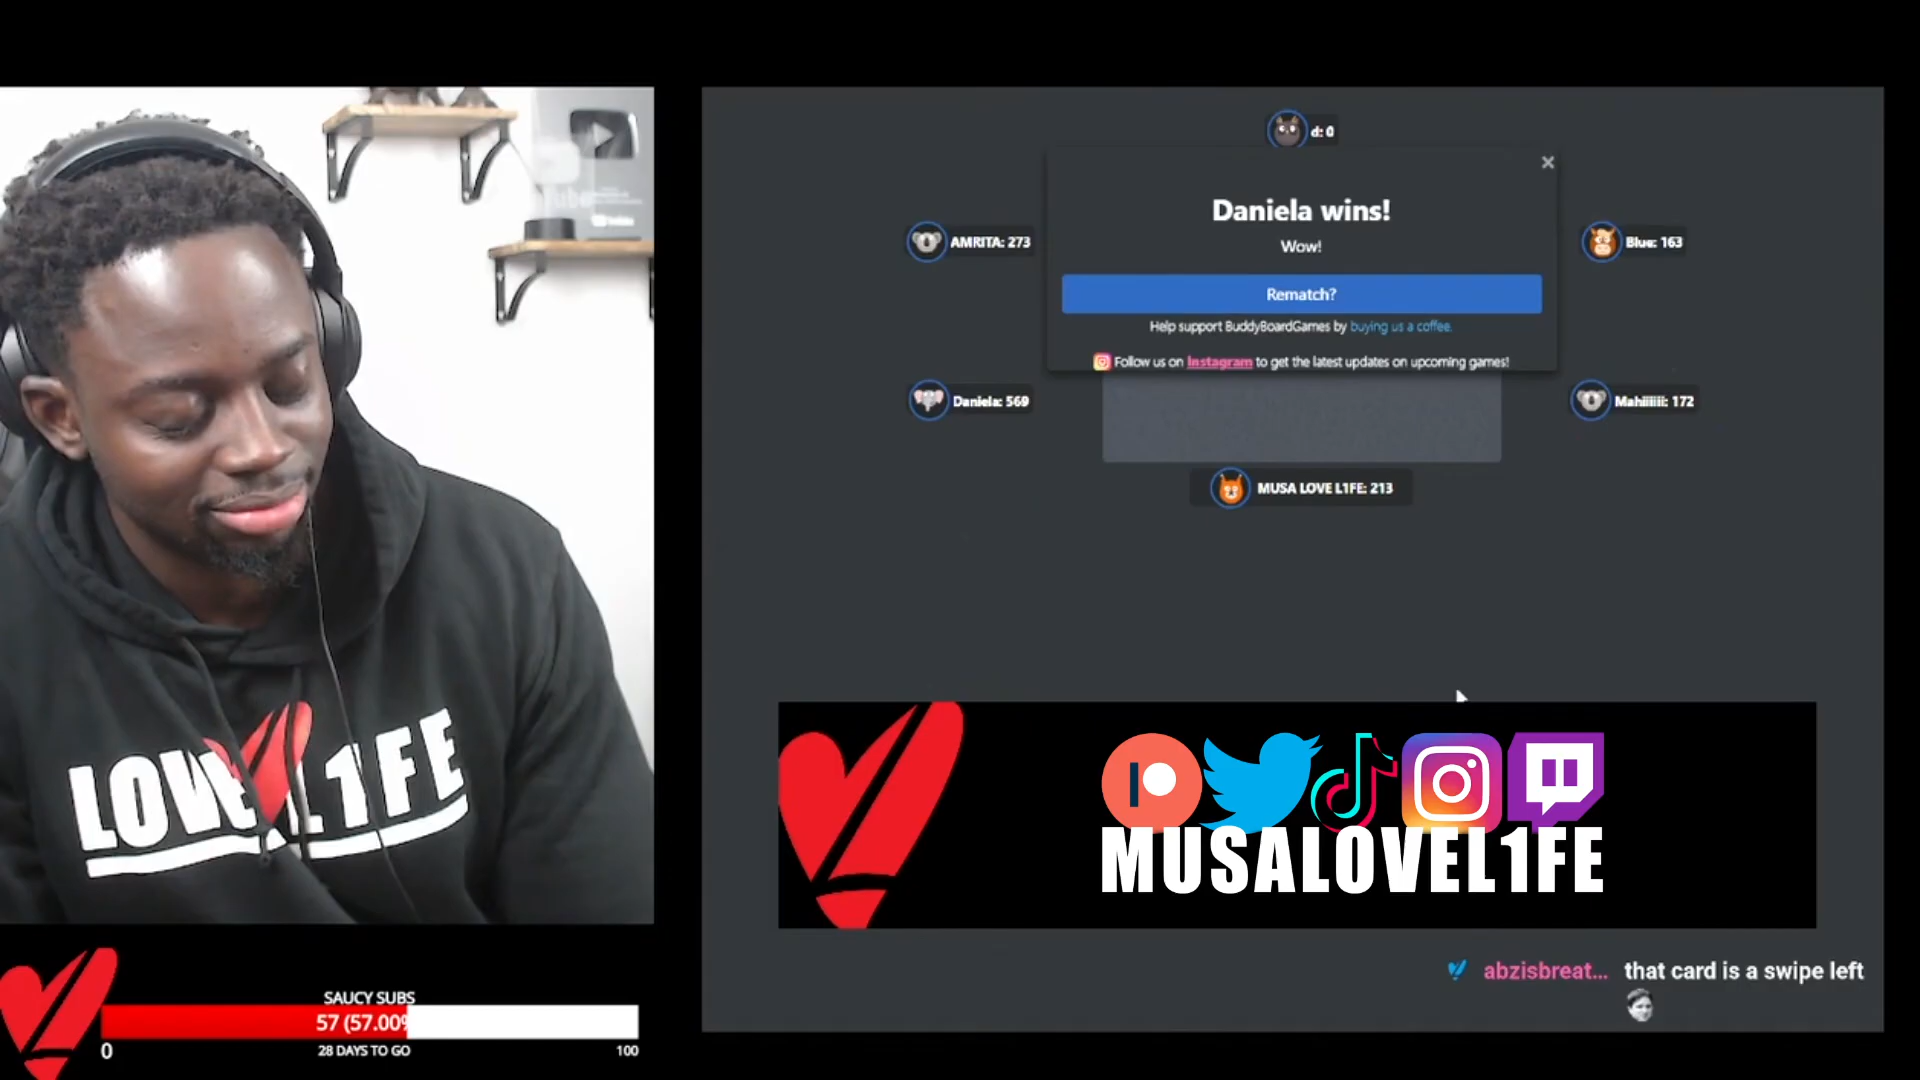 d: 0
Daniela wins!
Wow!
AMRITA: 273
Blue: 163
Rematch?
Help support BuddyBoardGames by buying us a coffee.
Follow us on Instagram to get the latest updates on upcoming games!
Daniela: 569
Mahiiiiii: 172
MUSA LOVE L1FE: 213
LOVE L1FE
MUSALOVEL1FE
abzisbreat... that card is a swipe left
SAUCY SUBS
57 (57.00%
0
28 DAYS TO GO
100